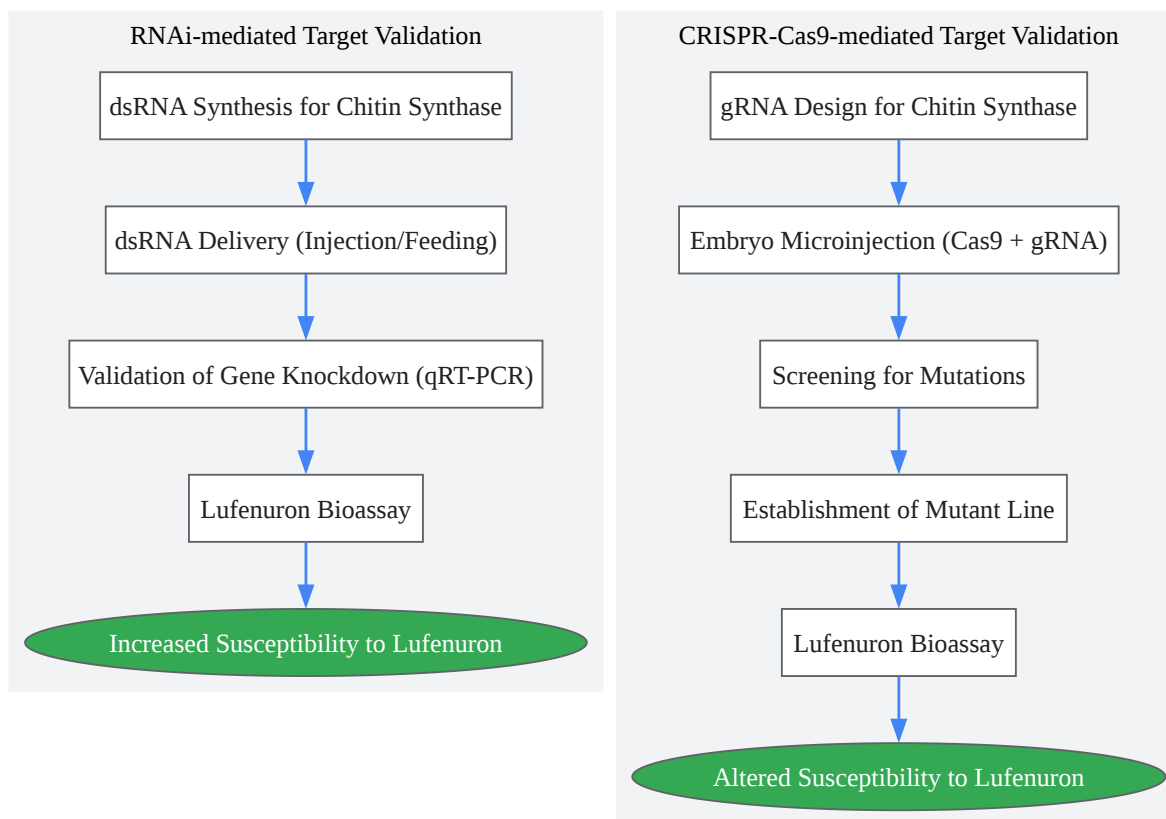 RNAi-mediated Target Validation
dsRNA Synthesis for Chitin Synthase
dsRNA Delivery (Injection/Feeding)
Validation of Gene Knockdown (qRT-PCR)
Lufenuron Bioassay
Increased Susceptibility to Lufenuron
CRISPR-Cas9-mediated Target Validation
gRNA Design for Chitin Synthase
Embryo Microinjection (Cas9 + gRNA)
Screening for Mutations
Establishment of Mutant Line
Lufenuron Bioassay
Altered Susceptibility to Lufenuron